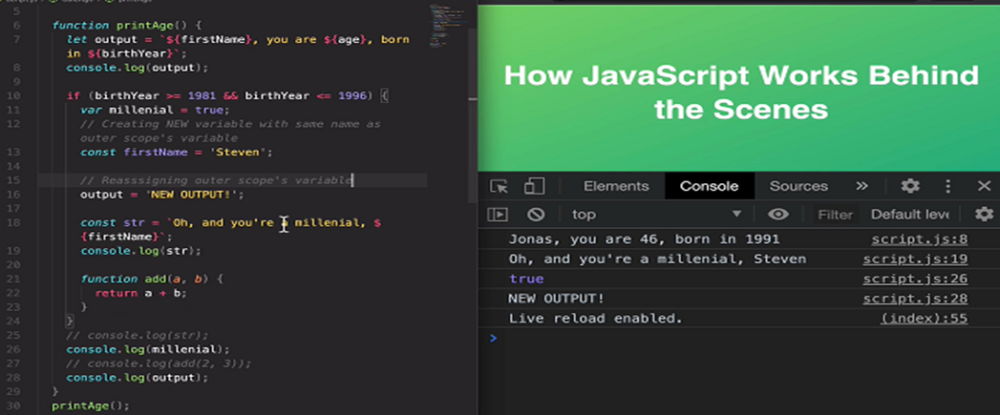 5
6 function printAge() {
7 let output = `${firstName}, you are ${age}, born
in ${birthYear}`;
8 console.log(output);
9
10 if (birthYear >= 1981 && birthYear <= 1996) {
11 var millenial = true;
12 // Creating NEW variable with same name as
outer scope's variable
13 const firstName = 'Steven';
14
15 // Reasssigning outer scope's variable
16 output = 'NEW OUTPUT!';
17
18 const str = `Oh, and you're a millenial, $
{firstName}`;
19 console.log(str);
20
21 function add(a, b) {
22 return a + b;
23 }
24 }
25 // console.log(str);
26 console.log(millenial);
27 // console.log(add(2, 3));
28 console.log(output);
29 }
30 printAge();
How JavaScript Works Behind
the Scenes
Elements Console Sources »
top Filter Default leve
Jonas, you are 46, born in 1991 script.js:8
Oh, and you're a millenial, Steven script.js:19
true script.js:26
NEW OUTPUT! script.js:28
Live reload enabled. (index):55
>